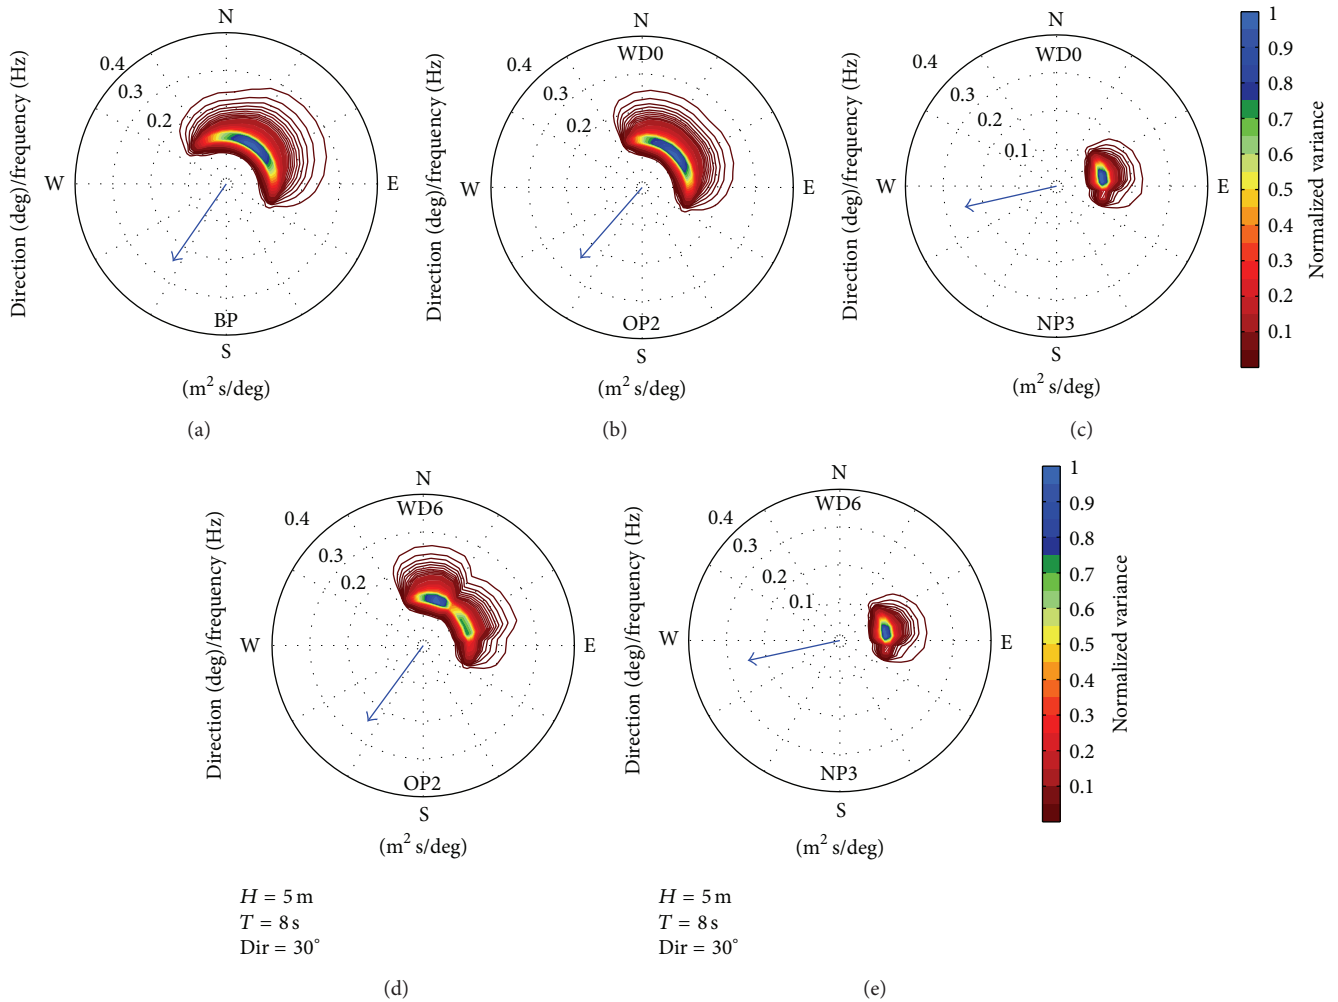 N
WD0
0.4
0.3
0.2
W
E
BP
S
Direction (deg)/frequency (Hz)
(m² s/deg)
(a)
N
WD0
0.4
0.3
0.2
W
E
OP2
S
Direction (deg)/frequency (Hz)
(m² s/deg)
(b)
N
WD0
0.4
0.3
0.2
0.1
W
E
NP3
S
Direction (deg)/frequency (Hz)
(m² s/deg)
(c)
1
0.9
0.8
0.7
0.6
0.5
0.4
0.3
0.2
0.1
Normalized variance
N
WD6
0.4
0.3
0.2
W
E
OP2
S
Direction (deg)/frequency (Hz)
(m² s/deg)
H = 5 m
T = 8 s
Dir = 30°
(d)
N
WD6
0.4
0.3
0.2
0.1
W
E
NP3
S
Direction (deg)/frequency (Hz)
(m² s/deg)
H = 5 m
T = 8 s
Dir = 30°
(e)
1
0.9
0.8
0.7
0.6
0.5
0.4
0.3
0.2
0.1
Normalized variance